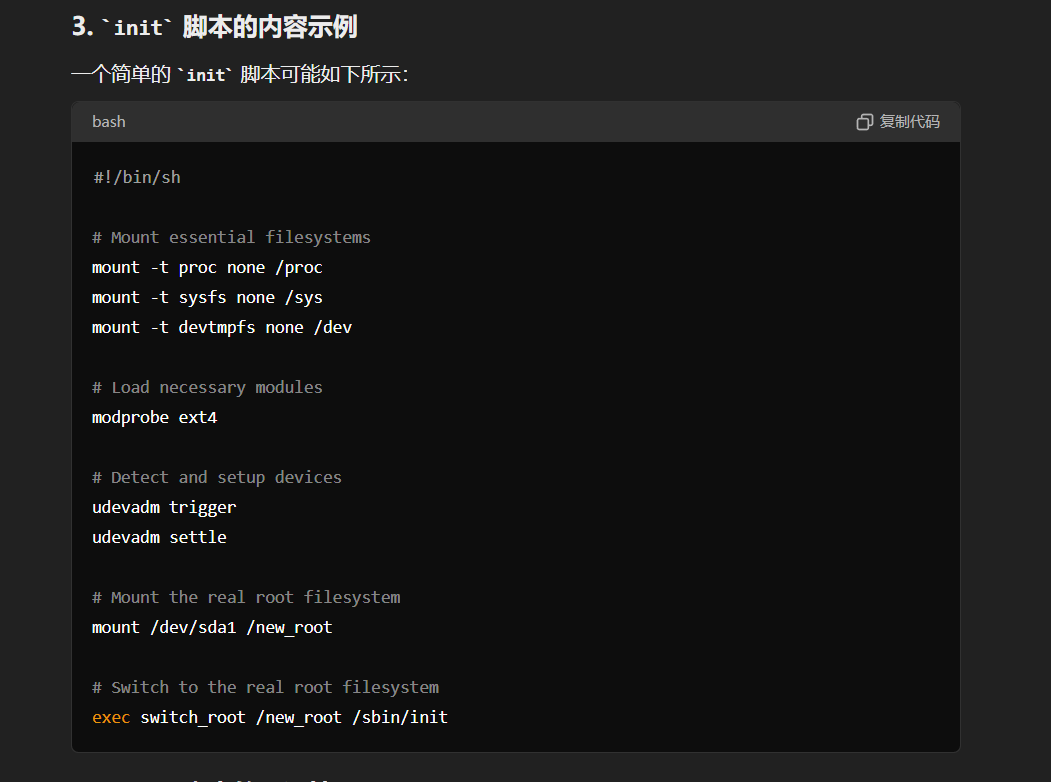 3. `init` 脚本的内容示例
一个简单的 `init` 脚本可能如下所示：
bash
复制代码
#!/bin/sh
# Mount essential filesystems
mount -t proc none /proc
mount -t sysfs none /sys
mount -t devtmpfs none /dev
# Load necessary modules
modprobe ext4
# Detect and setup devices
udevadm trigger
udevadm settle
# Mount the real root filesystem
mount /dev/sda1 /new_root
# Switch to the real root filesystem
exec switch_root /new_root /sbin/init